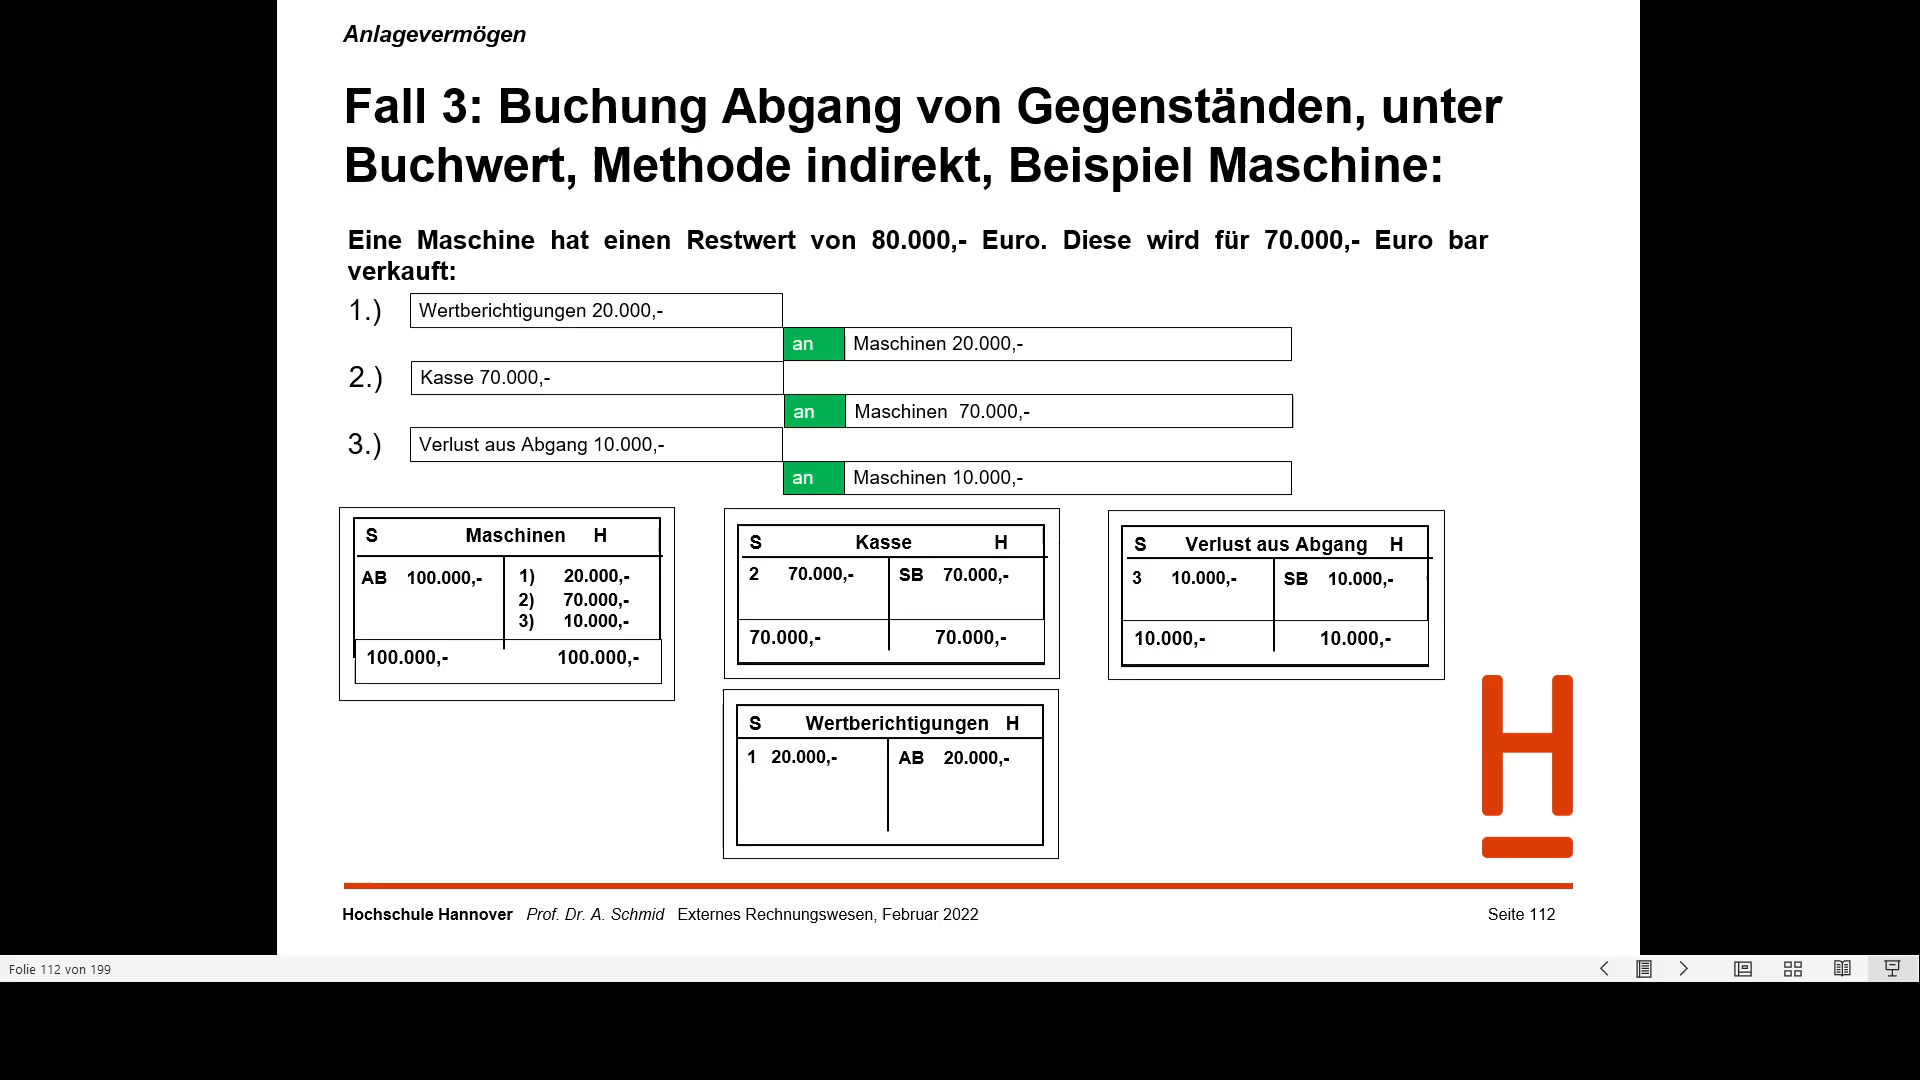 Anlagevermögen
Fall 3: Buchung Abgang von Gegenständen, unter
Buchwert, Methode indirekt, Beispiel Maschine:
Eine Maschine hat einen Restwert von 80.000,- Euro. Diese wird für 70.000,- Euro bar
verkauft:
1.) Wertberichtigungen 20.000,-
an Maschinen 20.000,-
2.) Kasse 70.000,-
an Maschinen 70.000,-
3.) Verlust aus Abgang 10.000,-
an Maschinen 10.000,-
S Maschinen H
AB 100.000,- 1) 20.000,-
2) 70.000,-
3) 10.000,-
100.000,- 100.000,-
S Kasse H
2 70.000,- SB 70.000,-
70.000,- 70.000,-
S Verlust aus Abgang H
3 10.000,- SB 10.000,-
10.000,- 10.000,-
S Wertberichtigungen H
1 20.000,- AB 20.000,-
H
Hochschule Hannover Prof. Dr. A. Schmid Externes Rechnungswesen, Februar 2022 Seite 112
Folie 112 von 199